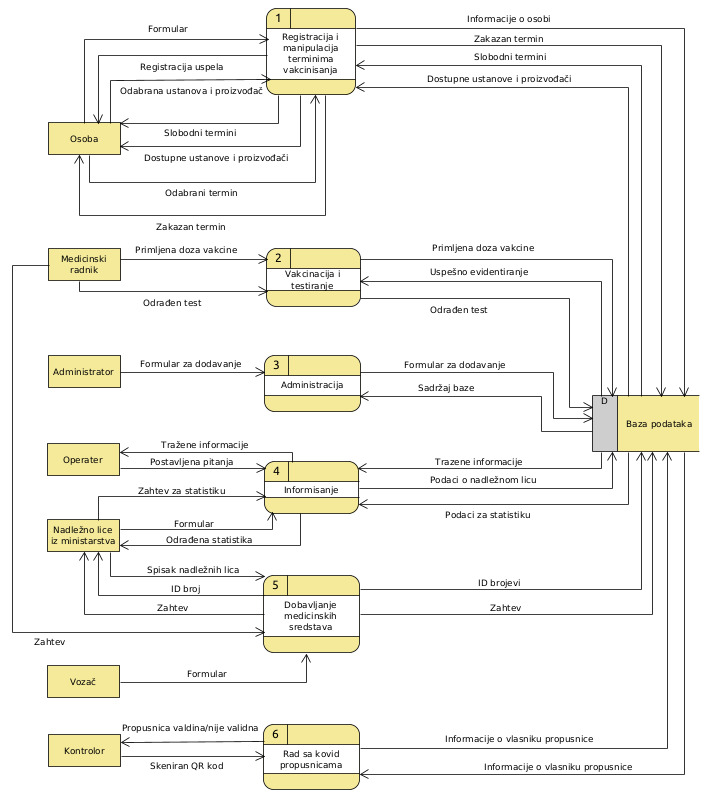 1
Informacije o osobi
Formular
Registracija i
manipulacija
terminima
vakcinisanja
Zakazan termin
Slobodni termini
Registracija uspela
Dostupne ustanove i proizvođači
Odabrana ustanova i proizvođač
Osoba
Slobodni termini
Dostupne ustanove i proizvođači
Odabrani termin
Zakazan termin
Medicinski
radnik
Primljena doza vakcine
2
Vakcinacija i
testiranje
Primljena doza vakcine
Uspešno evidentiranje
Odrađen test
Odrađen test
Administrator
Formular za dodavanje
3
Administracija
Formular za dodavanje
Sadržaj baze
D
Baza podataka
Operater
Tražene informacije
Postavljena pitanja
4
Informisanje
Trazene informacije
Podaci o nadležnom licu
Zahtev za statistiku
Podaci za statistiku
Nadležno lice
iz ministarstva
Formular
Odrađena statistika
Spisak nadležnih lica
5
Dobavljanje
medicinskih
sredstava
ID broj
ID brojevi
Zahtev
Zahtev
Zahtev
Vozač
Formular
Kontrolor
Propusnica valdina/nije validna
6
Rad sa kovid
propusnicama
Informacije o vlasniku propusnice
Skeniran QR kod
Informacije o vlasniku propusnice